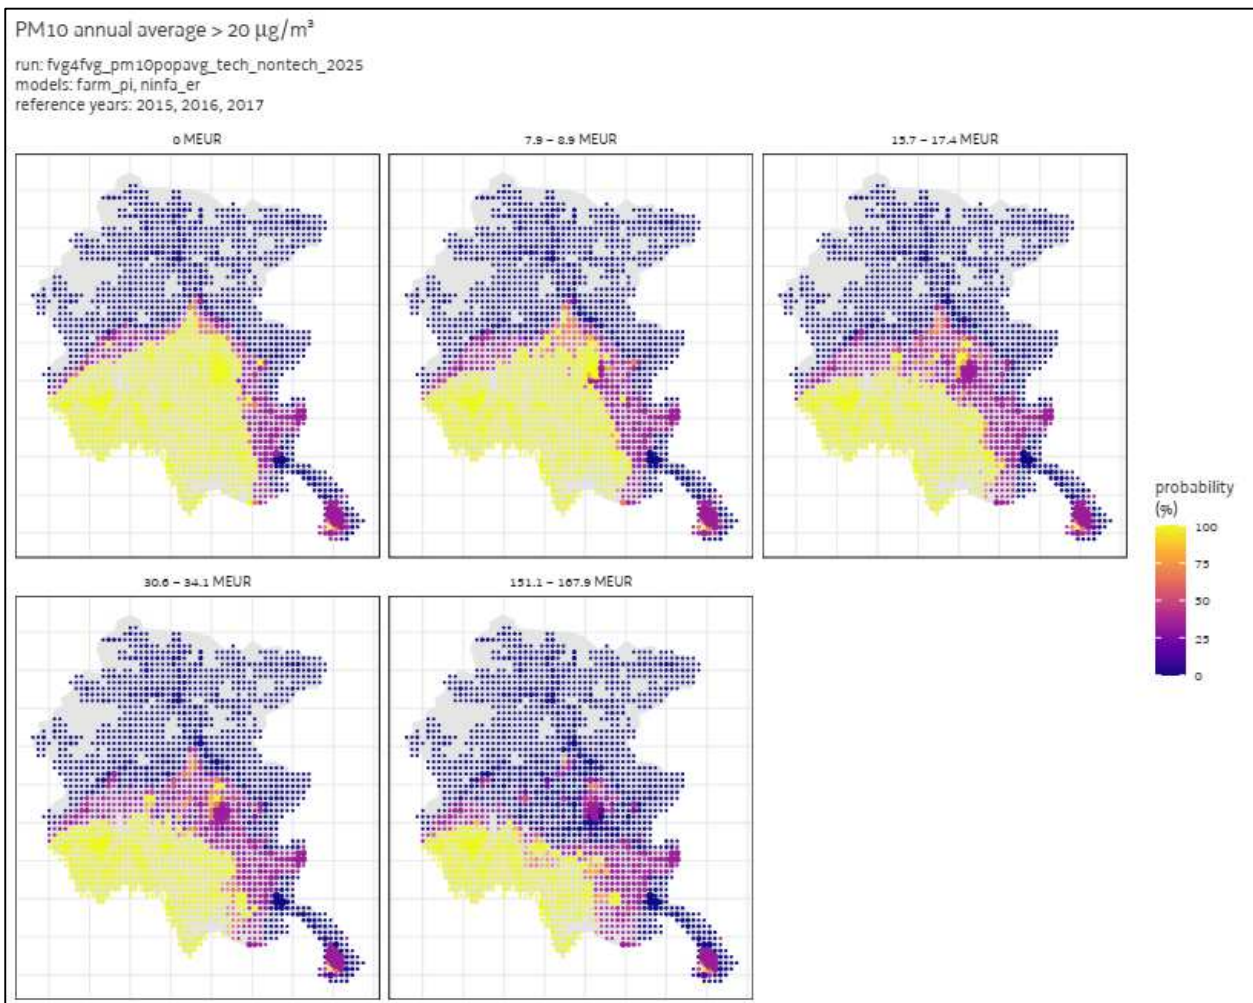 PM10 annual average > 20 µg/m³
run: fvg4fvg_pm10popavg_tech_nontech_2025
models: farm_pi, ninfa_er
reference years: 2015, 2016, 2017
0 MEUR
7.9 – 8.9 MEUR
15.7 – 17.4 MEUR
30.6 – 34.1 MEUR
151.1 – 167.9 MEUR
probability
(%)
100
75
50
25
0